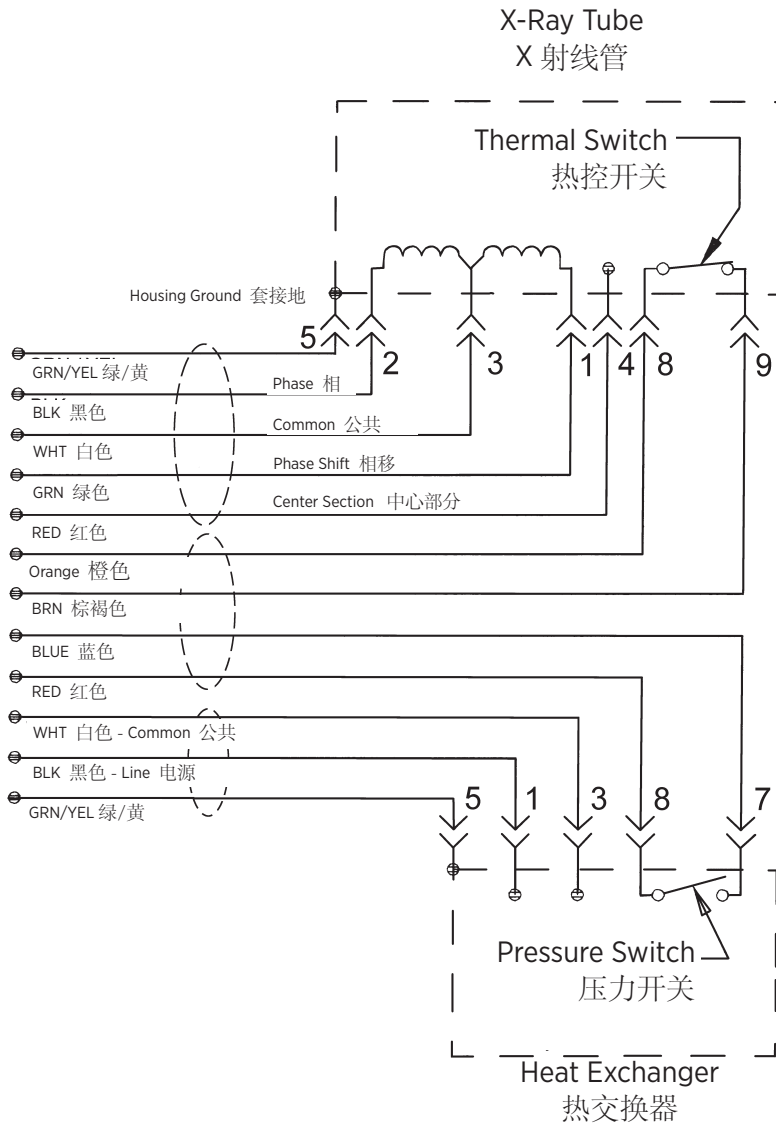 X-Ray Tube
X 射线管
Thermal Switch
热控开关
Housing Ground 套接地
5 2 3 1 4 8 9
GRN/YEL 绿/黄
Phase 相
BLK 黑色
Common 公共
WHT 白色
Phase Shift 相移
GRN 绿色
Center Section 中心部分
RED 红色
Orange 橙色
BRN 棕褐色
BLUE 蓝色
RED 红色
WHT 白色 - Common 公共
BLK 黑色 - Line 电源
5 1 3 8 7
GRN/YEL 绿/黄
Pressure Switch
压力开关
Heat Exchanger
热交换器